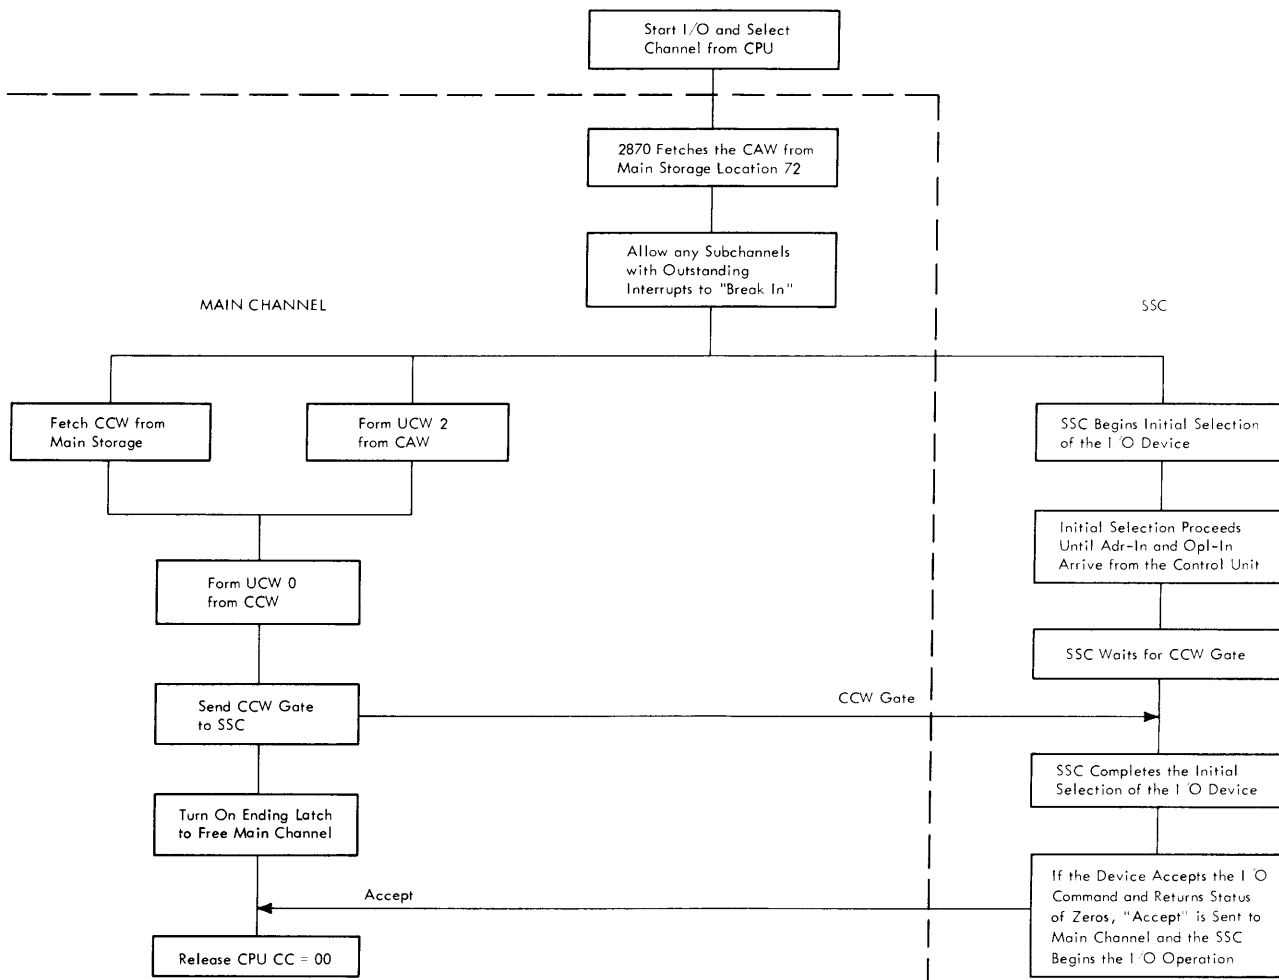 Start I/O and Select
Channel from CPU
2870 Fetches the CAW from
Main Storage Location 72
Allow any Subchannels
with Outstanding
Interrupts to "Break In"
MAIN CHANNEL
SSC
Fetch CCW from
Main Storage
Form UCW 2
from CAW
SSC Begins Initial Selection
of the I/O Device
Initial Selection Proceeds
Until Adr-In and Opl-In
Arrive from the Control Unit
Form UCW 0
from CCW
SSC Waits for CCW Gate
Send CCW Gate
to SSC
CCW Gate
SSC Completes the Initial
Selection of the I/O Device
Turn On Ending Latch
to Free Main Channel
If the Device Accepts the I/O
Command and Returns Status
of Zeros, "Accept" is Sent to
Main Channel and the SSC
Begins the I/O Operation
Accept
Release CPU CC = 00